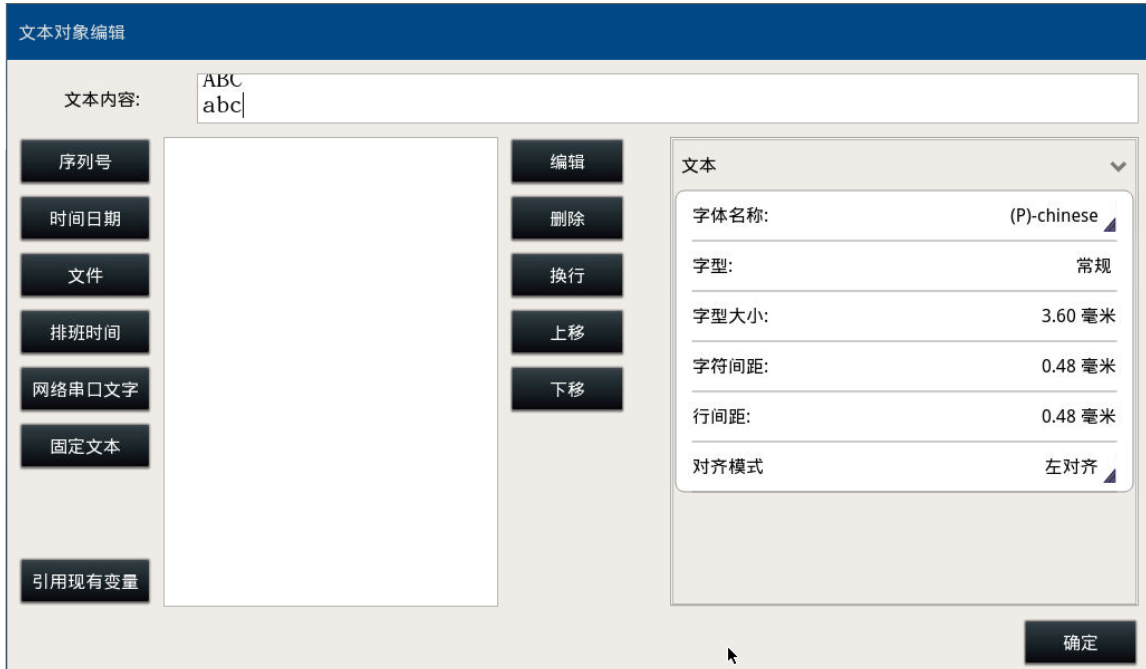 文本对象编辑
文本内容:
ABC
abc
序列号
时间日期
文件
排班时间
网络串口文字
固定文本
引用现有变量
编辑
删除
换行
上移
下移
文本
字体名称: (P)-chinese
字型: 常规
字型大小: 3.60 毫米
字符间距: 0.48 毫米
行间距: 0.48 毫米
对齐模式 左对齐
确定